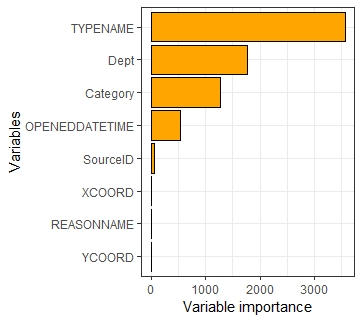 TYPENAME
Dept
Category
OPENEDDATETIME
SourceID
XCOORD
REASONNAME
YCOORD
Variables
0 1000 2000 3000
Variable importance